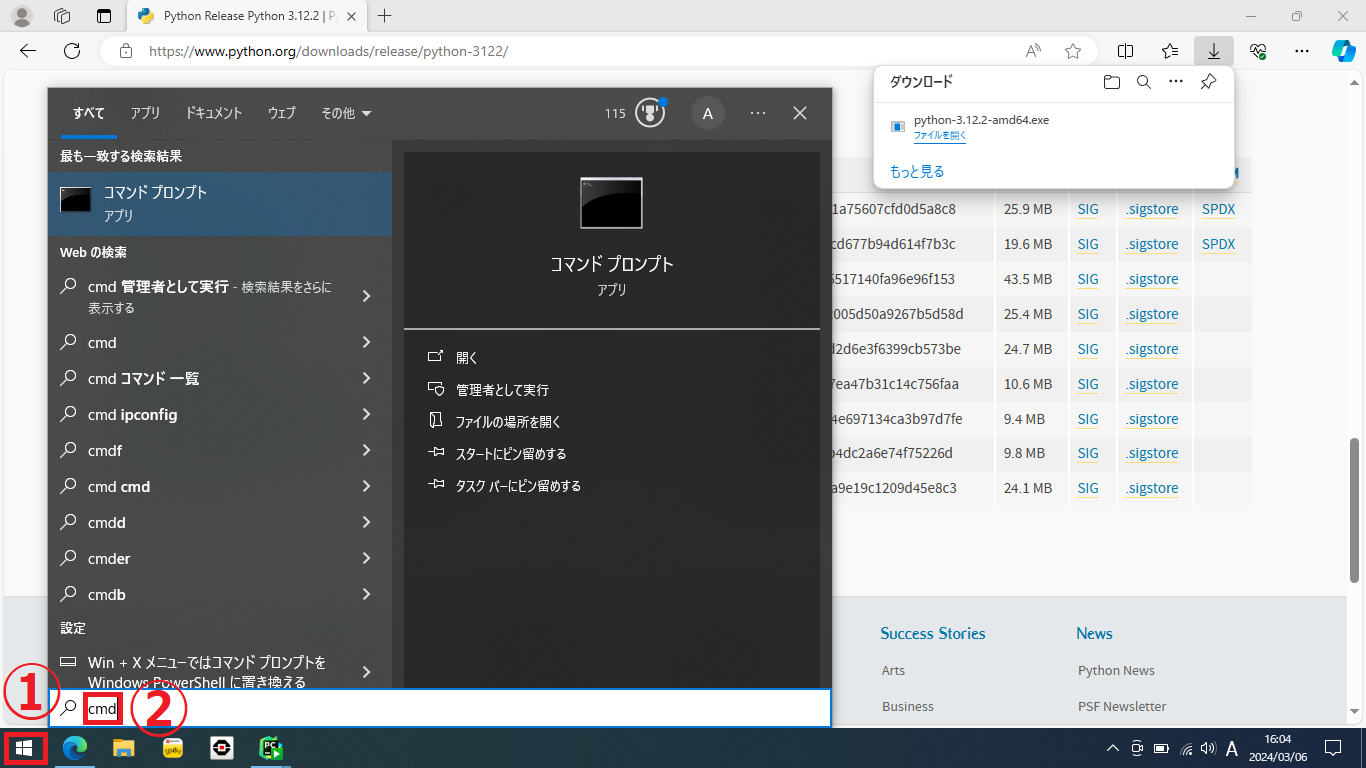 Python Release Python 3.12.2 | Py
https://www.python.org/downloads/release/python-3122/
ダウンロード
python-3.12.2-amd64.exe
ファイルを開く
もっと見る
すべて アプリ ドキュメント ウェブ その他 115 A
最も一致する検索結果
コマンド プロンプト
アプリ
Web の検索
cmd 管理者として実行 - 検索結果をさらに
表示する
cmd
cmd コマンド 一覧
cmd ipconfig
cmdf
cmd cmd
cmdd
cmder
cmdb
設定
Win + X メニューではコマンド プロンプトを
Windows PowerShell に置き換える
コマンド プロンプト
アプリ
開く
管理者として実行
ファイルの場所を開く
スタートにピン留めする
タスク バーにピン留めする
1a75607cfd0d5a8c8 25.9 MB SIG .sigstore SPDX
cd677b94d614f7b3c 19.6 MB SIG .sigstore SPDX
5517140fa96e96f153 43.5 MB SIG .sigstore
005d50a9267b5d58d 25.4 MB SIG .sigstore
d2d6e3f6399cb573be 24.7 MB SIG .sigstore
7ea47b31c14c756faa 10.6 MB SIG .sigstore
4e697134ca3b97d7fe 9.4 MB SIG .sigstore
b4dc2a6e74f75226d 9.8 MB SIG .sigstore
a9e19c1209d45e8c3 24.1 MB SIG .sigstore
Success Stories News
Arts Python News
Business PSF Newsletter
① cmd ②
PC
A 16:04
2024/03/06